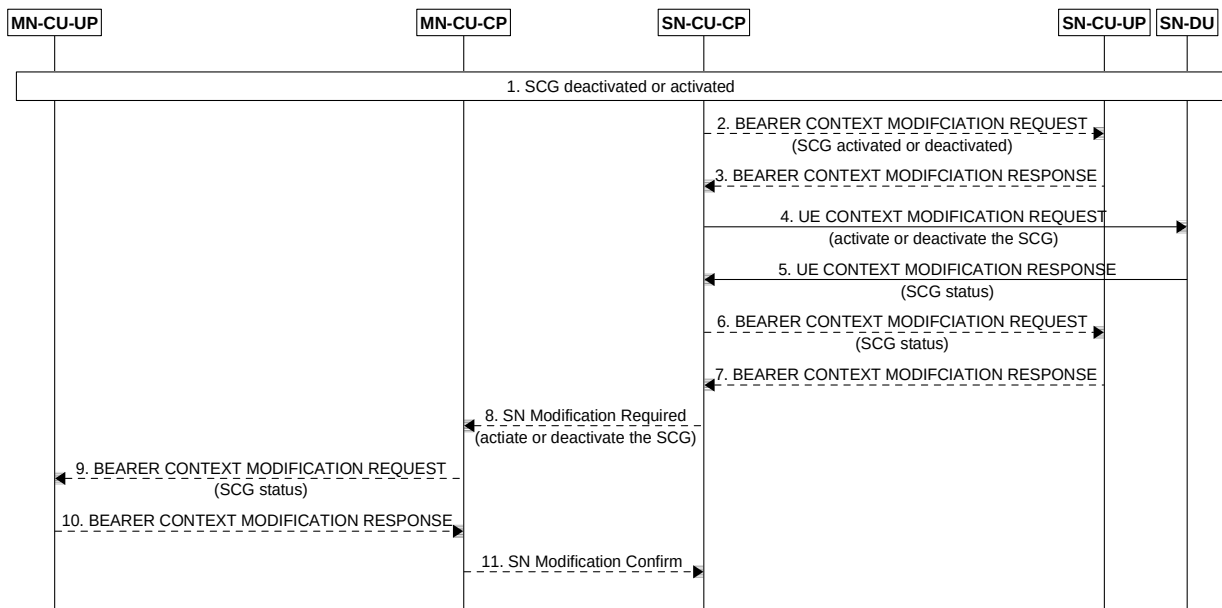 MN-CU-UP
MN-CU-CP
SN-CU-CP
SN-CU-UP
SN-DU
1. SCG deactivated or activated
2. BEARER CONTEXT MODIFCIATION REQUEST
(SCG activated or deactivated)
3. BEARER CONTEXT MODIFCIATION RESPONSE
4. UE CONTEXT MODIFICATION REQUEST
(activate or deactivate the SCG)
5. UE CONTEXT MODIFICATION RESPONSE
(SCG status)
6. BEARER CONTEXT MODIFCIATION REQUEST
(SCG status)
7. BEARER CONTEXT MODIFCIATION RESPONSE
8. SN Modification Required
(actiate or deactivate the SCG)
9. BEARER CONTEXT MODIFICATION REQUEST
(SCG status)
10. BEARER CONTEXT MODIFICATION RESPONSE
11. SN Modification Confirm